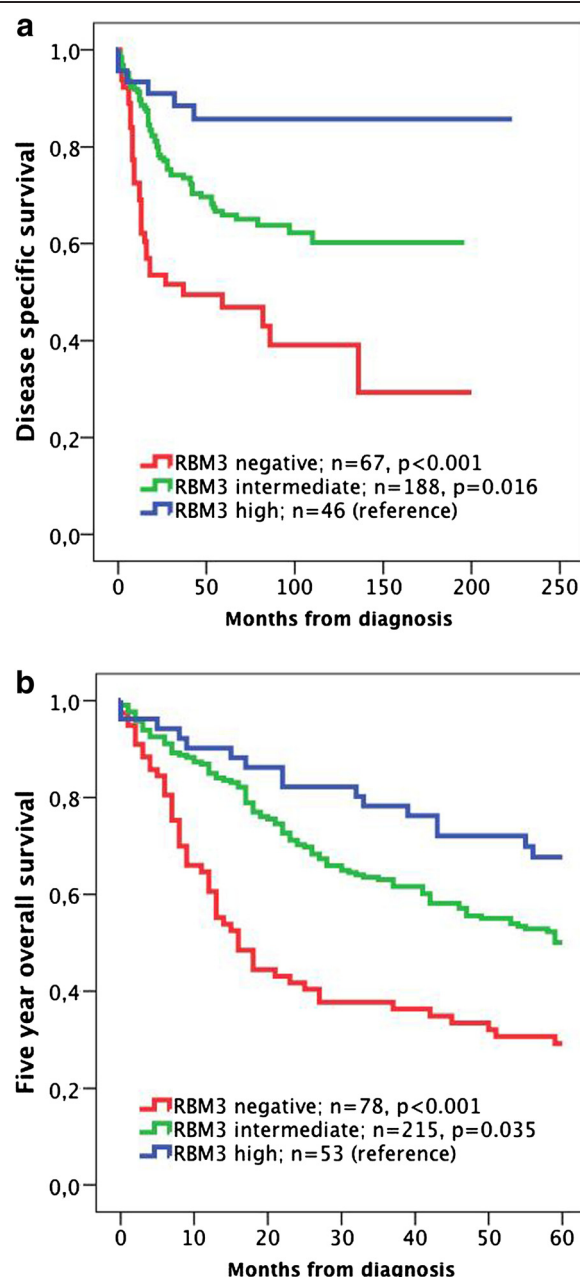 a
Disease specific survival
1,0
0,8
0,6
0,4
0,2
0,0
RBM3 negative; n=67, p<0.001
RBM3 intermediate; n=188, p=0.016
RBM3 high; n=46 (reference)
0 50 100 150 200 250
Months from diagnosis
b
Five year overall survival
1,0
0,8
0,6
0,4
0,2
0,0
RBM3 negative; n=78, p<0.001
RBM3 intermediate; n=215, p=0.035
RBM3 high; n=53 (reference)
0 10 20 30 40 50 60
Months from diagnosis